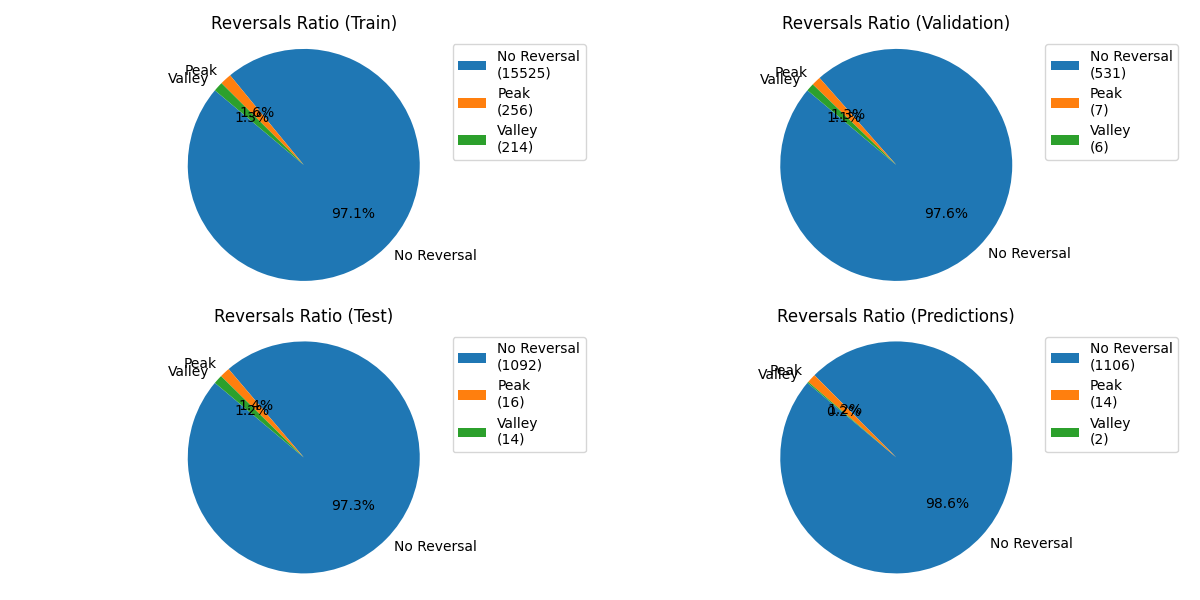 Reversals Ratio (Train)
Peak
Valley
1.6%
1.3%
97.1%
No Reversal
No Reversal
(15525)
Peak
(256)
Valley
(214)
Reversals Ratio (Validation)
Peak
Valley
1.3%
1.1%
97.6%
No Reversal
No Reversal
(531)
Peak
(7)
Valley
(6)
Reversals Ratio (Test)
Peak
Valley
1.4%
1.2%
97.3%
No Reversal
No Reversal
(1092)
Peak
(16)
Valley
(14)
Reversals Ratio (Predictions)
Peak
Valley
1.2%
0.2%
98.6%
No Reversal
No Reversal
(1106)
Peak
(14)
Valley
(2)